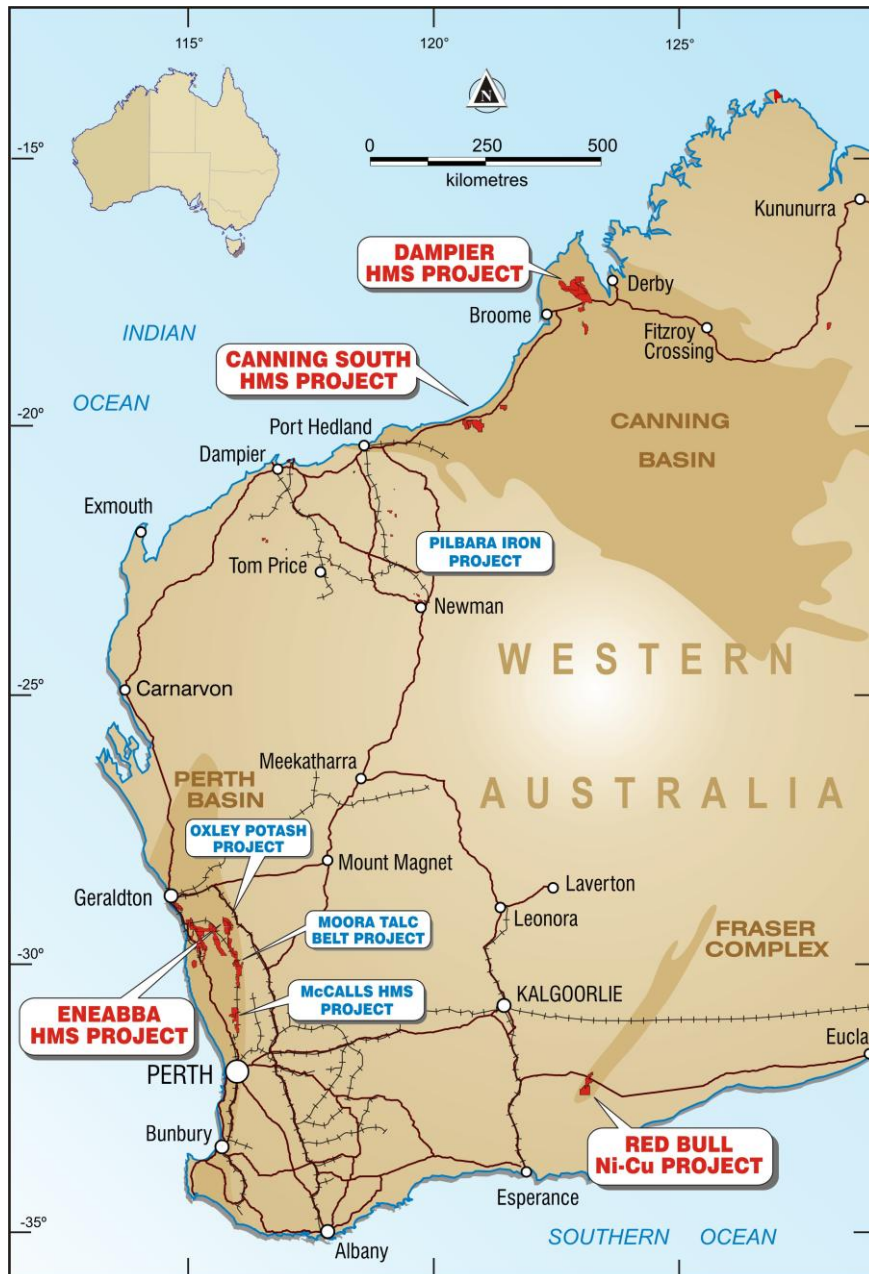 115°
120°
125°
-15°
-20°
-25°
-30°
-35°
N
0
250
500
kilometres
Kununurra
DAMPIER
HMS PROJECT
Derby
Broome
Fitzroy
Crossing
INDIAN
OCEAN
CANNING SOUTH
HMS PROJECT
CANNING
BASIN
Port Hedland
Dampier
Exmouth
PILBARA IRON
PROJECT
Tom Price
Newman
WESTERN
AUSTRALIA
Carnarvon
Meekatharra
PERTH
BASIN
OXLEY POTASH
PROJECT
Mount Magnet
Geraldton
Laverton
Leonora
MOORA TALC
BELT PROJECT
FRASER
COMPLEX
McCALLS HMS
PROJECT
ENEABBA
HMS PROJECT
KALGOORLIE
Eucla
PERTH
Bunbury
RED BULL
Ni-Cu PROJECT
Esperance
Albany
SOUTHERN OCEAN